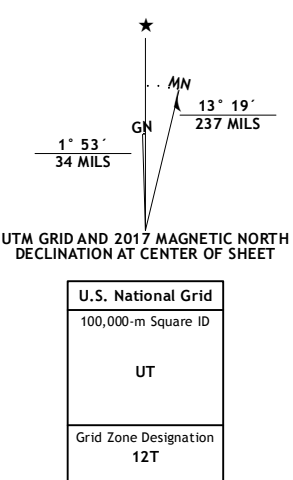 ★
MN
GN
13° 19´
237 MILS
1° 53´
34 MILS
UTM GRID AND 2017 MAGNETIC NORTH
DECLINATION AT CENTER OF SHEET
U.S. National Grid
100,000-m Square ID
UT
Grid Zone Designation
12T